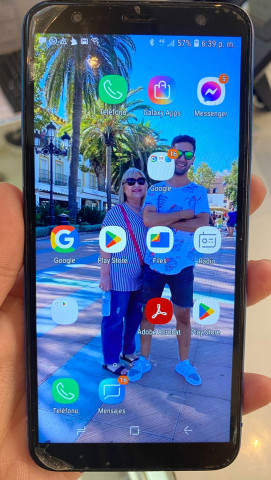 57% 6:39 p. m.
Teléfono
Galaxy Apps
Messenger
Google
Google
Play Store
Files
Radio
Adobe Acrobat
Play Store
Teléfono
Mensajes